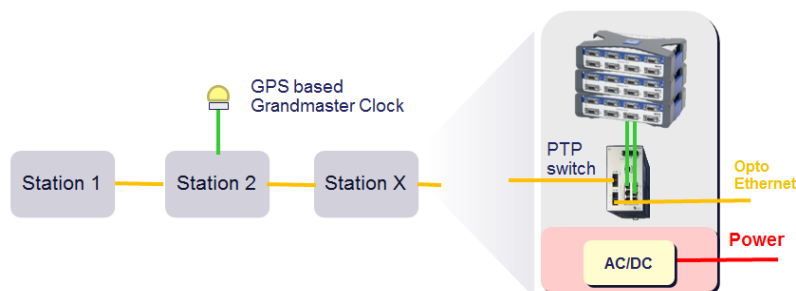 GPS based
Grandmaster Clock
Station 1
Station 2
Station X
PTP
switch
Opto
Ethernet
Power
AC/DC